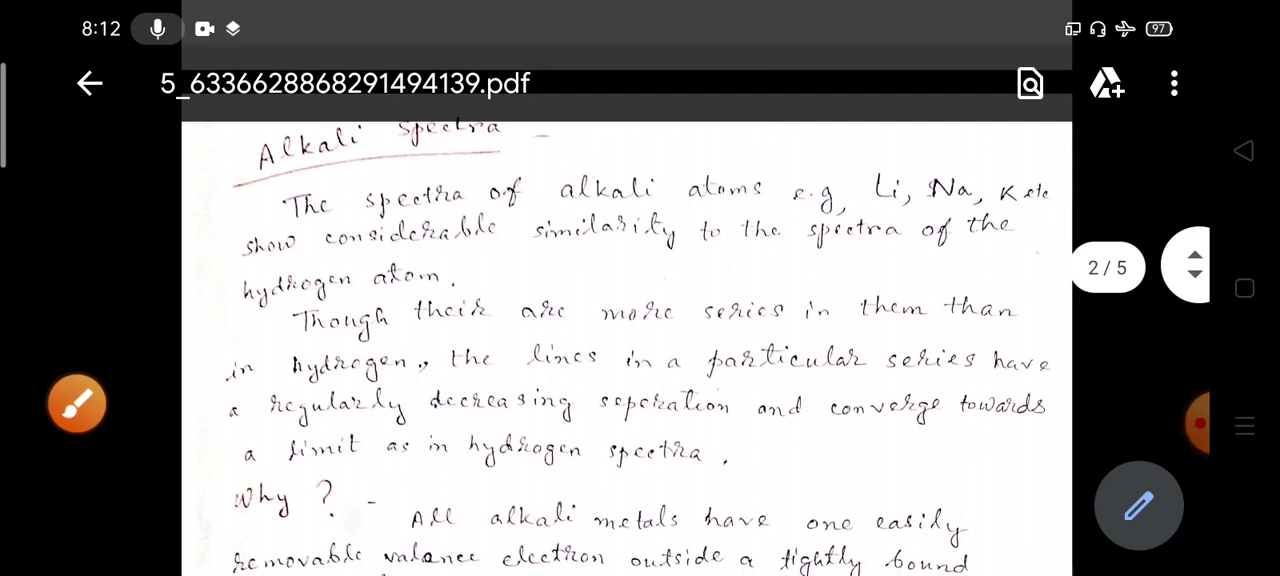 8:12
97
5_6336628868291494139.pdf
Alkali spectra -
The spectra of alkali atoms e.g, Li, Na, K etc
show considerable similarity to the spectra of the
hydrogen atom.
Though their are more series in them than
in hydrogen, the lines in a particular series have
a regularly decreasing seperation and converge towards
a limit as in hydrogen spectra.
Why? -
All alkali metals have one easily
removable valance electron outside a tightly bound
2 / 5